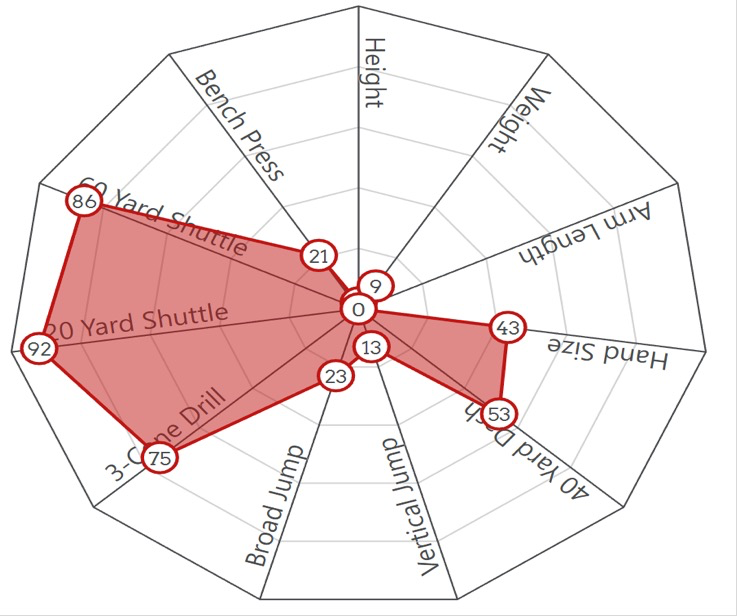 Height
Weight
9
Arm Length
0
Hand Size
43
40 Yard Dash
53
Vertical Jump
13
Broad Jump
23
3-Cone Drill
75
20 Yard Shuttle
92
60 Yard Shuttle
86
Bench Press
21